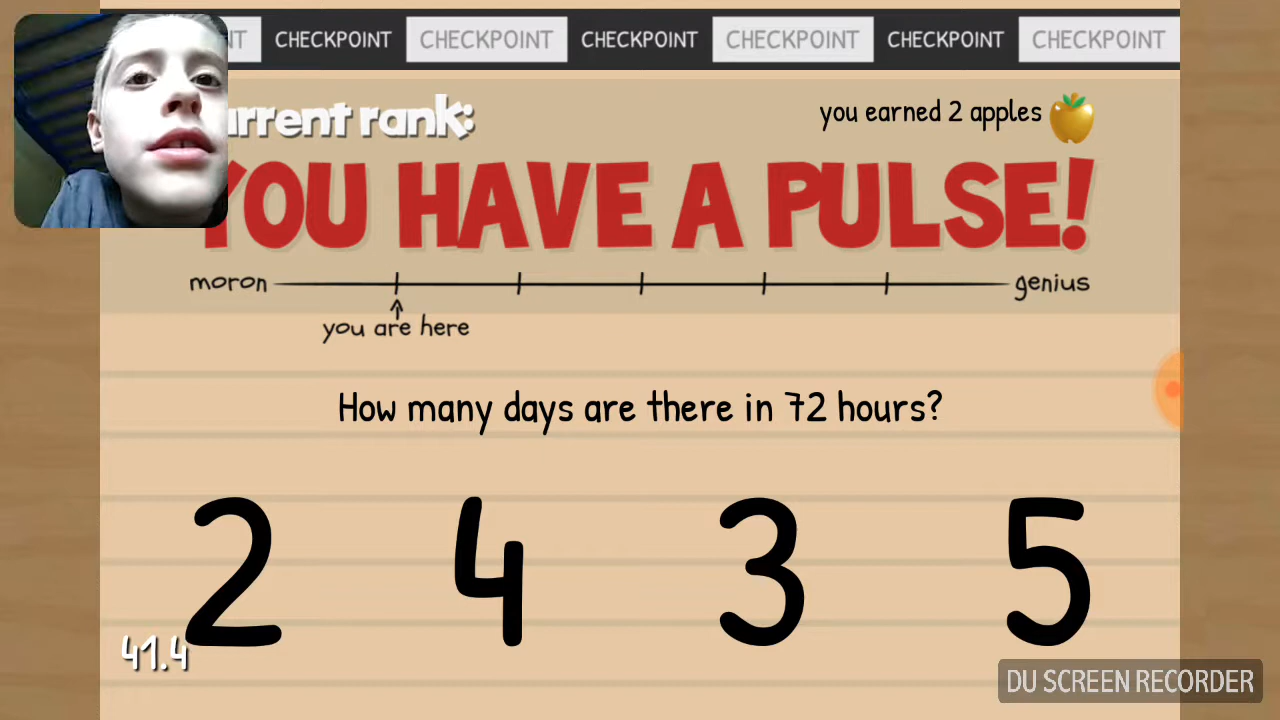 NT CHECKPOINT CHECKPOINT CHECKPOINT CHECKPOINT CHECKPOINT CHECKPOINT
urrent rank:
you earned 2 apples
YOU HAVE A PULSE!
moron genius
you are here
How many days are there in 72 hours?
2 4 3 5
41.4
DU SCREEN RECORDER